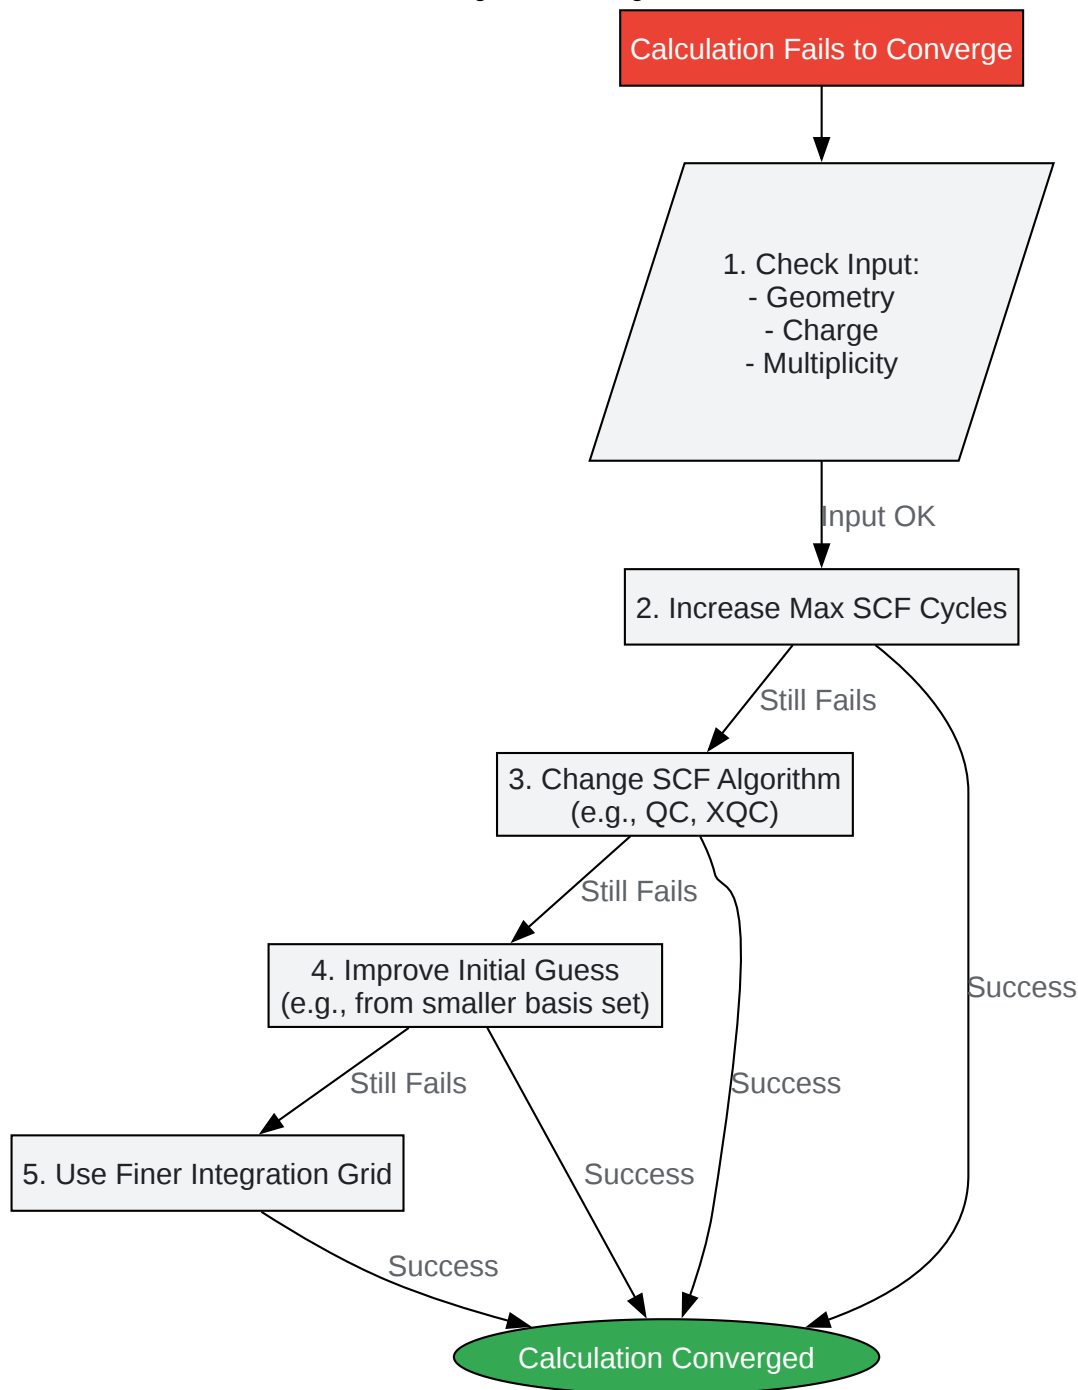 Calculation Fails to Converge
1. Check Input:
- Geometry
- Charge
- Multiplicity
Input OK
2. Increase Max SCF Cycles
Still Fails
3. Change SCF Algorithm
(e.g., QC, XQC)
Still Fails
4. Improve Initial Guess
(e.g., from smaller basis set)
Success
Still Fails
Success
5. Use Finer Integration Grid
Success
Success
Calculation Converged